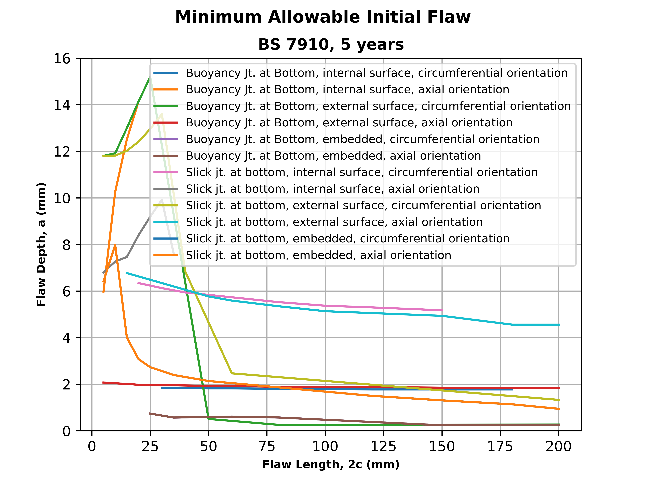 Minimum Allowable Initial Flaw
BS 7910, 5 years
16
14
12
10
8
6
4
2
0
Flaw Depth, a (mm)
Buoyancy Jt. at Bottom, internal surface, circumferential orientation
Buoyancy Jt. at Bottom, internal surface, axial orientation
Buoyancy Jt. at Bottom, external surface, circumferential orientation
Buoyancy Jt. at Bottom, external surface, axial orientation
Buoyancy Jt. at Bottom, embedded, circumferential orientation
Buoyancy Jt. at Bottom, embedded, axial orientation
Slick jt. at bottom, internal surface, circumferential orientation
Slick jt. at bottom, internal surface, axial orientation
Slick jt. at bottom, external surface, circumferential orientation
Slick jt. at bottom, external surface, axial orientation
Slick jt. at bottom, embedded, circumferential orientation
Slick jt. at bottom, embedded, axial orientation
0 25 50 75 100 125 150 175 200
Flaw Length, 2c (mm)